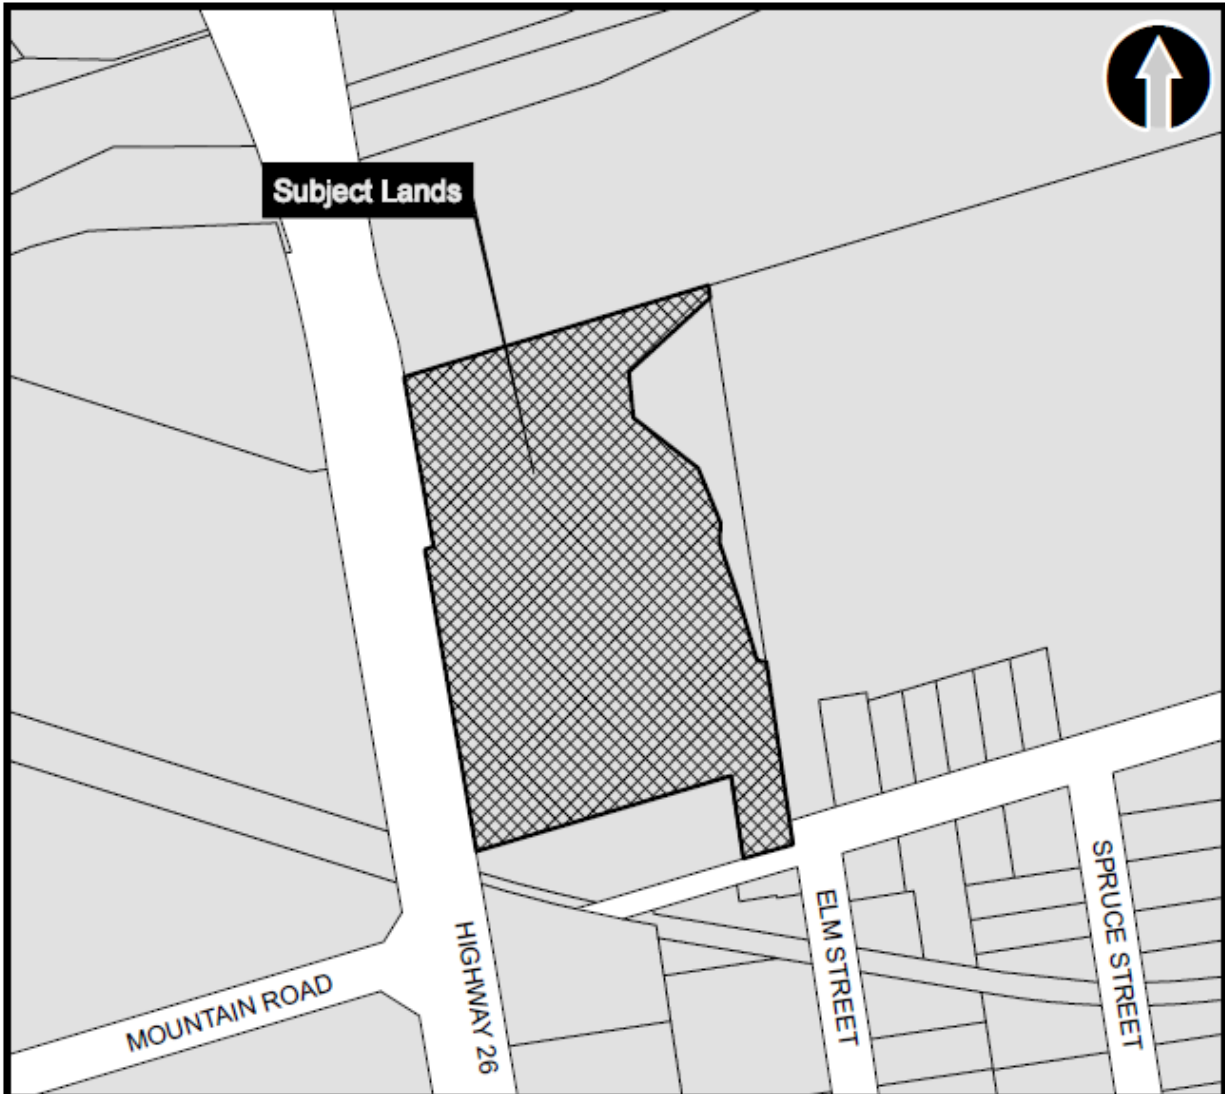 Subject Lands
MOUNTAIN ROAD
HIGHWAY 26
ELM STREET
SPRUCE STREET